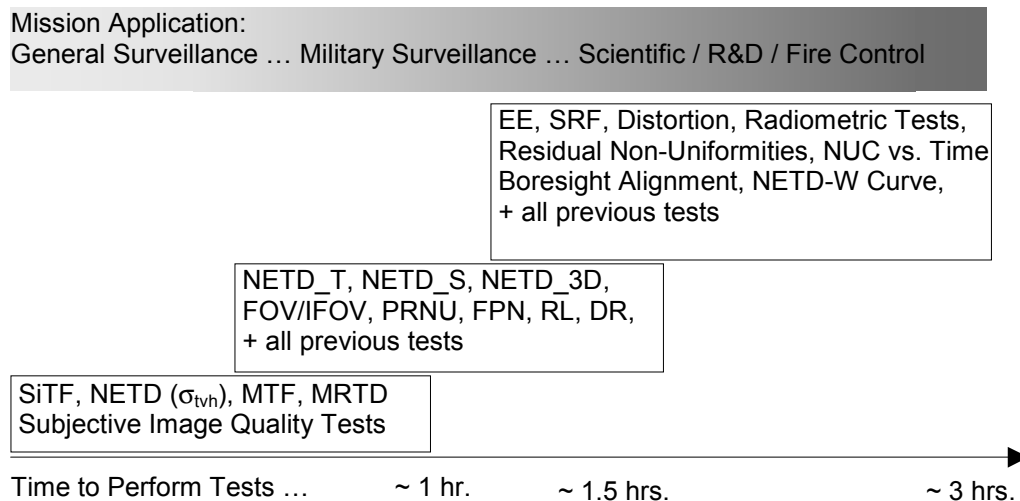 Mission Application:
General Surveillance … Military Surveillance … Scientific / R&D / Fire Control
EE, SRF, Distortion, Radiometric Tests,
Residual Non-Uniformities, NUC vs. Time
Boresight Alignment, NETD-W Curve,
+ all previous tests
NETD_T, NETD_S, NETD_3D,
FOV/IFOV, PRNU, FPN, RL, DR,
+ all previous tests
SiTF, NETD (σtvh), MTF, MRTD
Subjective Image Quality Tests
Time to Perform Tests … ~ 1 hr. ~ 1.5 hrs. ~ 3 hrs.